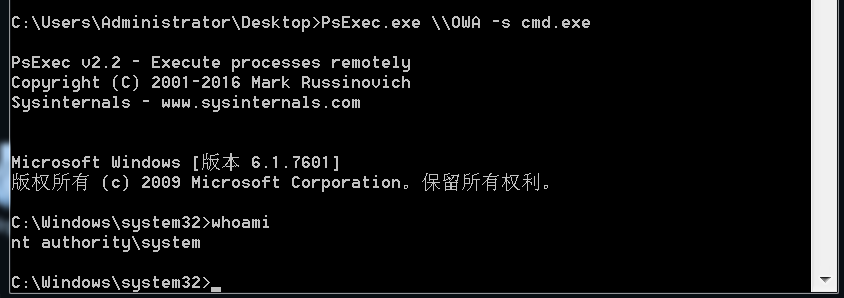 C:\Users\Administrator\Desktop>PsExec.exe \\OWA -s cmd.exe
PsExec v2.2 - Execute processes remotely
Copyright (C) 2001-2016 Mark Russinovich
Sysinternals - www.sysinternals.com
Microsoft Windows [版本 6.1.7601]
版权所有 (c) 2009 Microsoft Corporation。保留所有权利。
C:\Windows\system32>whoami
nt authority\system
C:\Windows\system32>_